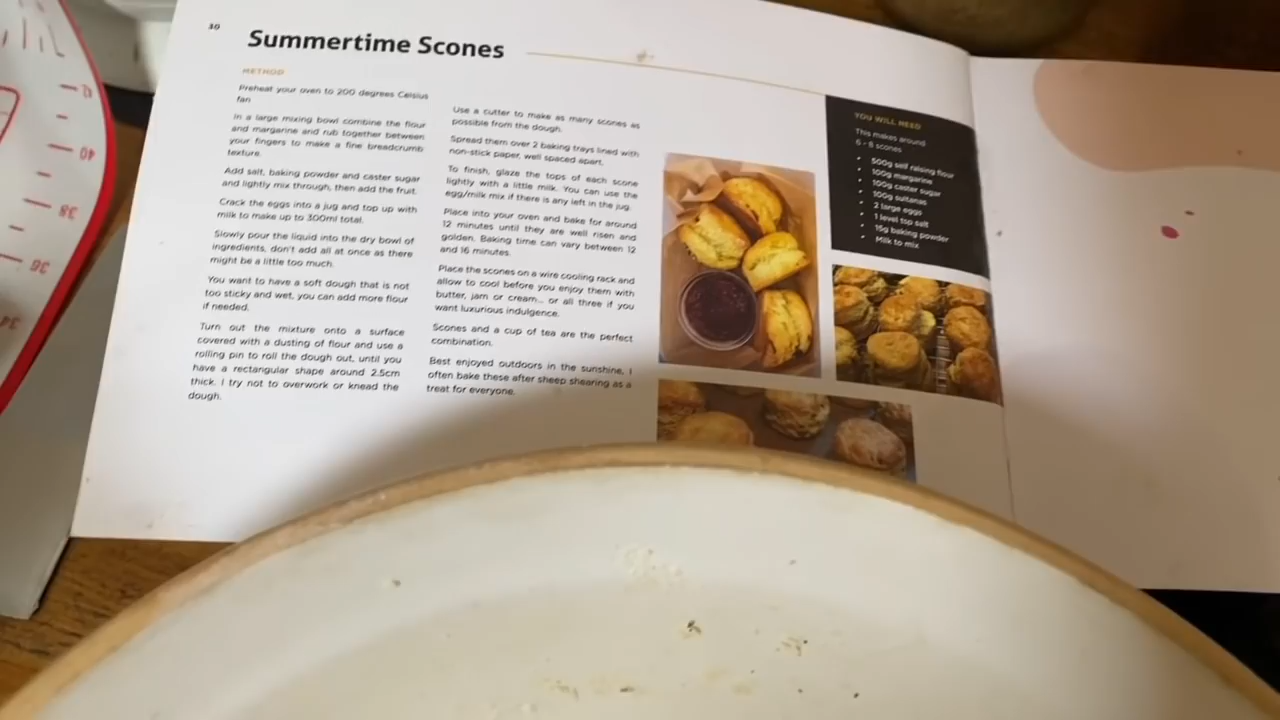 30
Summertime Scones
METHOD
Preheat your oven to 200 degrees Celsius
fan
In a large mixing bowl combine the flour
and margarine and rub together between
your fingers to make a fine breadcrumb
texture.
Add salt, baking powder and caster sugar
and lightly mix through, then add the fruit.
Crack the eggs into a jug and top up with
milk to make up to 300ml total.
Slowly pour the liquid into the dry bowl of
ingredients, don't add all at once as there
might be a little too much.
You want to have a soft dough that is not
too sticky and wet, you can add more flour
if needed.
Turn out the mixture onto a surface
covered with a dusting of flour and use a
rolling pin to roll the dough out, until you
have a rectangular shape around 2.5cm
thick. I try not to overwork or knead the
dough.
Use a cutter to make as many scones as
possible from the dough.
Spread them over 2 baking trays lined with
non-stick paper, well spaced apart.
To finish, glaze the tops of each scone
lightly with a little milk. You can use the
egg/milk mix if there is any left in the jug.
Place into your oven and bake for around
12 minutes until they are well risen and
golden. Baking time can vary between 12
and 16 minutes.
Place the scones on a wire cooling rack and
allow to cool before you enjoy them with
butter, jam or cream... or all three if you
want luxurious indulgence.
Scones and a cup of tea are the perfect
combination.
Best enjoyed outdoors in the sunshine, I
often bake these after sheep shearing as a
treat for everyone.
YOU WILL NEED
This makes around
6 - 8 scones
• 500g self raising flour
• 100g margarine
• 100g caster sugar
• 100g sultanas
• 2 large eggs
• 1 level tsp salt
• 15g baking powder
• Milk to mix
40
38
36
34